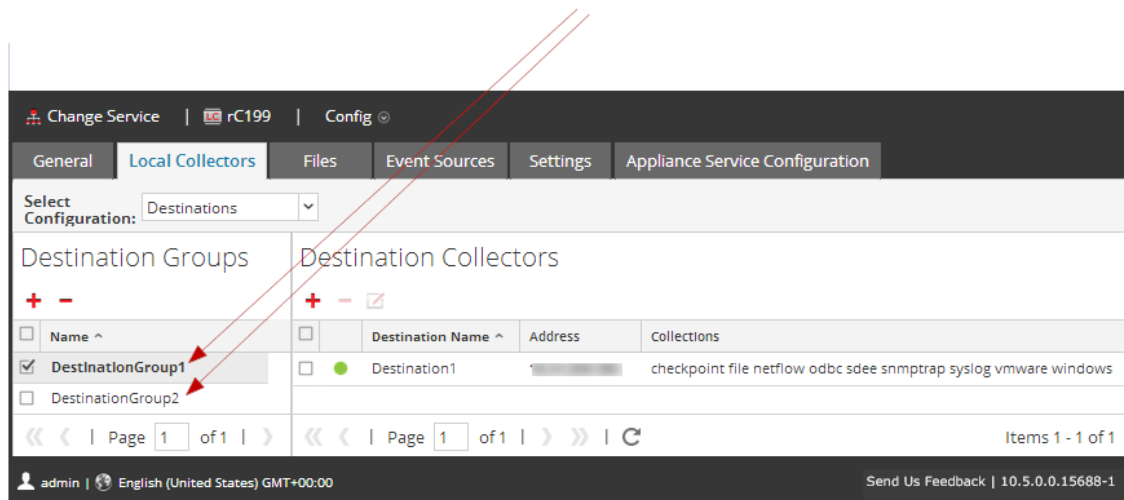 Change Service | LC rC199 | Config
General Local Collectors Files Event Sources Settings Appliance Service Configuration
Select Configuration: Destinations
Destination Groups
Name
DestinationGroup1
DestinationGroup2
Page 1 of 1
Destination Collectors
Destination Name Address Collections
Destination1 checkpoint file netflow odbc sdee snmptrap syslog vmware windows
Page 1 of 1 Items 1 - 1 of 1
admin | English (United States) GMT+00:00 Send Us Feedback | 10.5.0.0.15688-1